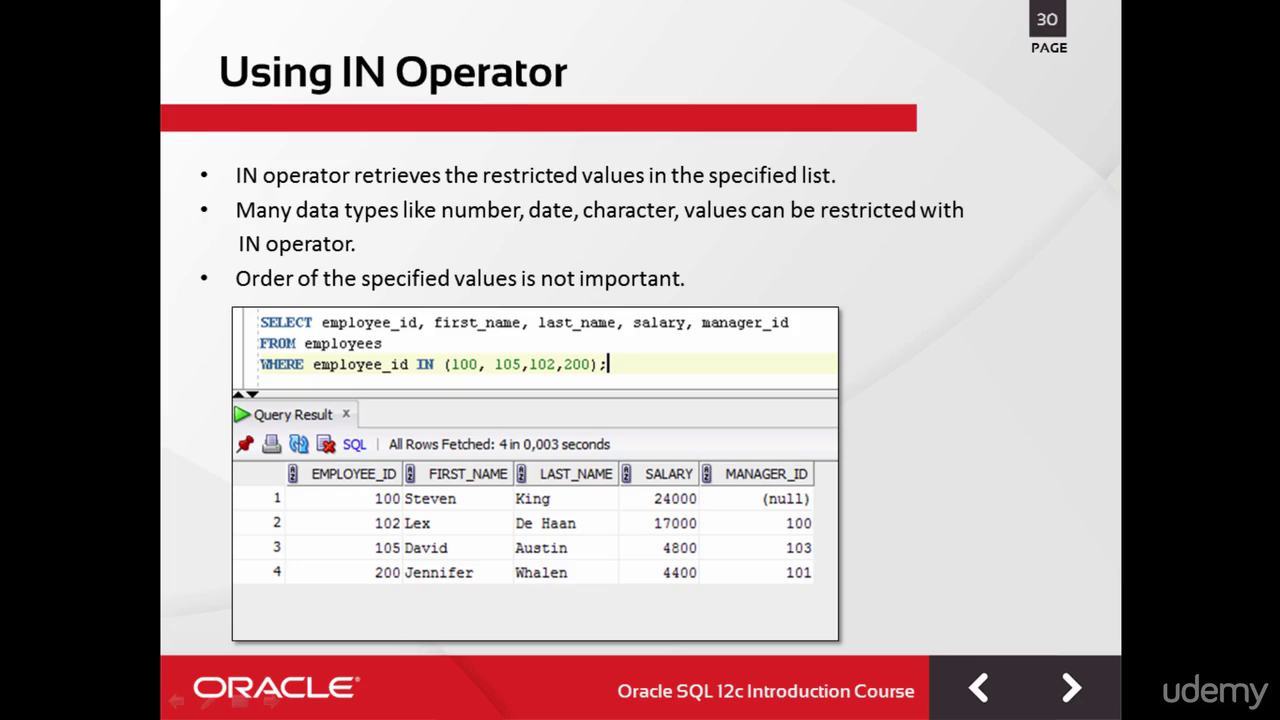 30
PAGE
Using IN Operator
• IN operator retrieves the restricted values in the specified list.
• Many data types like number, date, character, values can be restricted with
IN operator.
• Order of the specified values is not important.
SELECT employee_id, first_name, last_name, salary, manager_id
FROM employees
WHERE employee_id IN (100, 105,102,200);
Query Result x
SQL | All Rows Fetched: 4 in 0,003 seconds
EMPLOYEE_ID FIRST_NAME LAST_NAME SALARY MANAGER_ID
1 100 Steven King 24000 (null)
2 102 Lex De Haan 17000 100
3 105 David Austin 4800 103
4 200 Jennifer Whalen 4400 101
ORACLE® Oracle SQL 12c Introduction Course
udemy